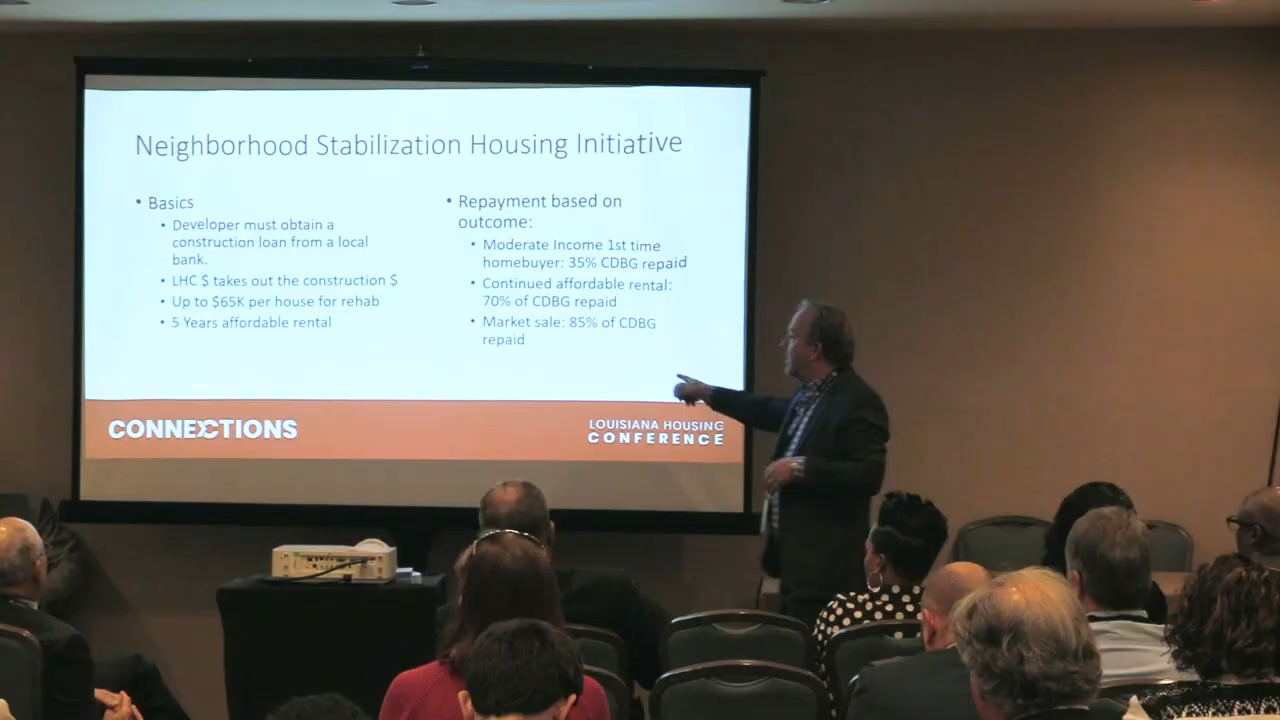 Neighborhood Stabilization Housing Initiative
• Basics
• Developer must obtain a
construction loan from a local
bank.
• LHC $ takes out the construction $
• Up to $65K per house for rehab
• 5 Years affordable rental
• Repayment based on
outcome:
• Moderate Income 1st time
homebuyer: 35% CDBG repaid
• Continued affordable rental:
70% of CDBG repaid
• Market sale: 85% of CDBG
repaid
CONNECTIONS
LOUISIANA HOUSING
CONFERENCE